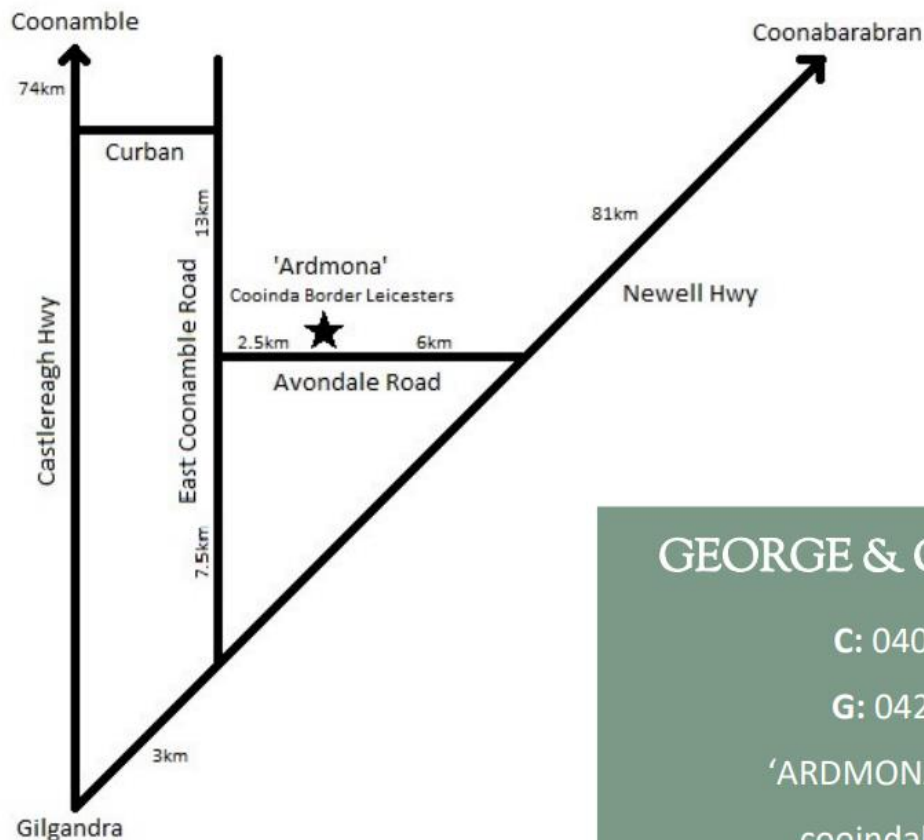 Coonamble
Coonabarabran
74km
Curban
13km
81km
'Ardmona'
Cooinda Border Leicesters
Newell Hwy
2.5km
6km
Avondale Road
Castlereagh Hwy
East Coonamble Road
7.5km
3km
Gilgandra
GEORGE &
C: 040
G: 042
‘ARDMON